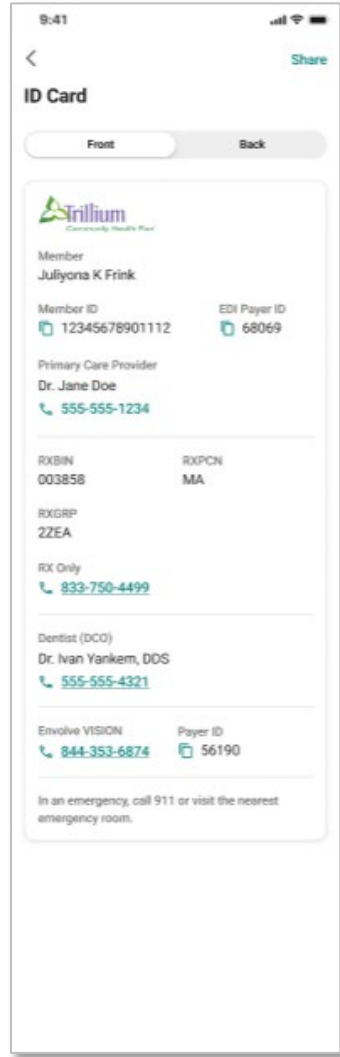 9:41
Share
ID Card
Front Back
Trillium
Community Health Plan
Member
Juliyona K Frink
Member ID EDI Payer ID
12345678901112 68069
Primary Care Provider
Dr. Jane Doe
555-555-1234
RXBIN RXPCN
003858 MA
RXGRP
2ZEA
RX Only
833-750-4499
Dentist (DCO)
Dr. Ivan Yankem, DDS
555-555-4321
Envolve VISION Payer ID
844-353-6874 56190
In an emergency, call 911 or visit the nearest
emergency room.